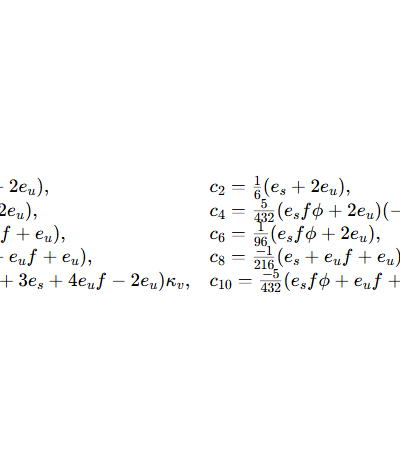 - 2e_u), c_2 = \frac{1}{6}(e_s + 2e_u),
2e_u), c_4 = \frac{5}{432}(e_s f\phi + 2e_u)(-
f + e_u), c_6 = \frac{1}{96}(e_s f\phi + 2e_u),
- e_u f + e_u), c_8 = \frac{-1}{216}(e_s + e_u f + e_u)
+ 3e_s + 4e_u f - 2e_u)\kappa_v, c_{10} = \frac{-5}{432}(e_s f\phi + e_u f +